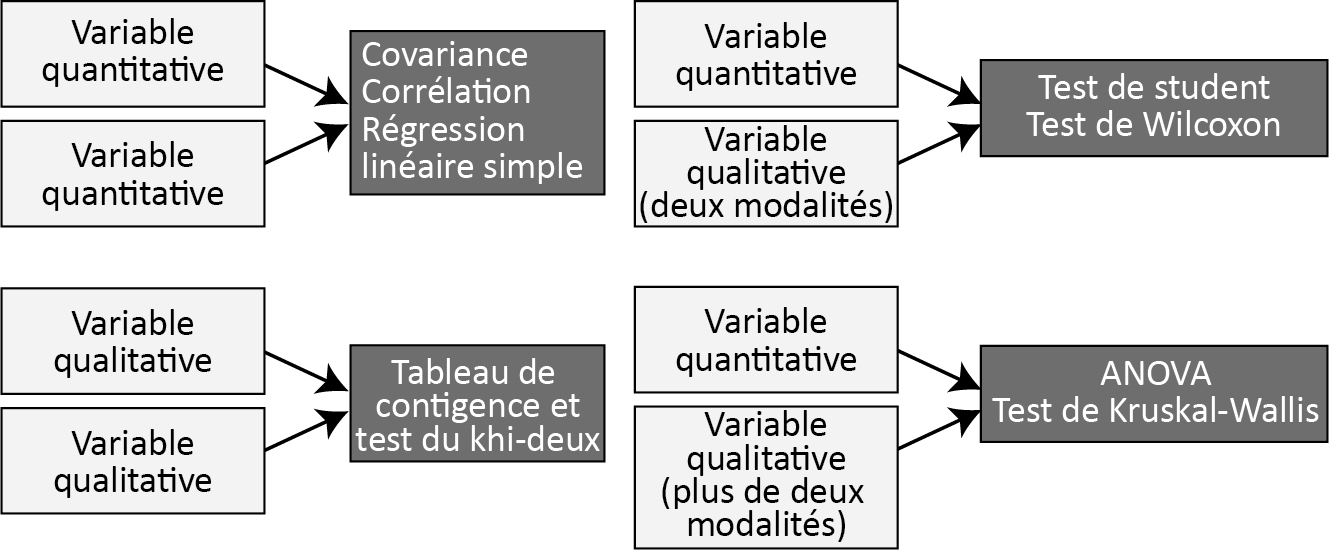 Variable
quantitative
Variable
quantitative
Covariance
Corrélation
Régression
linéaire simple
Variable
quantitative
Variable
qualitative
(deux modalités)
Test de student
Test de Wilcoxon
Variable
qualitative
Variable
qualitative
Tableau de
contigence et
test du khi-deux
Variable
quantitative
Variable
qualitative
(plus de deux
modalités)
ANOVA
Test de Kruskal-Wallis